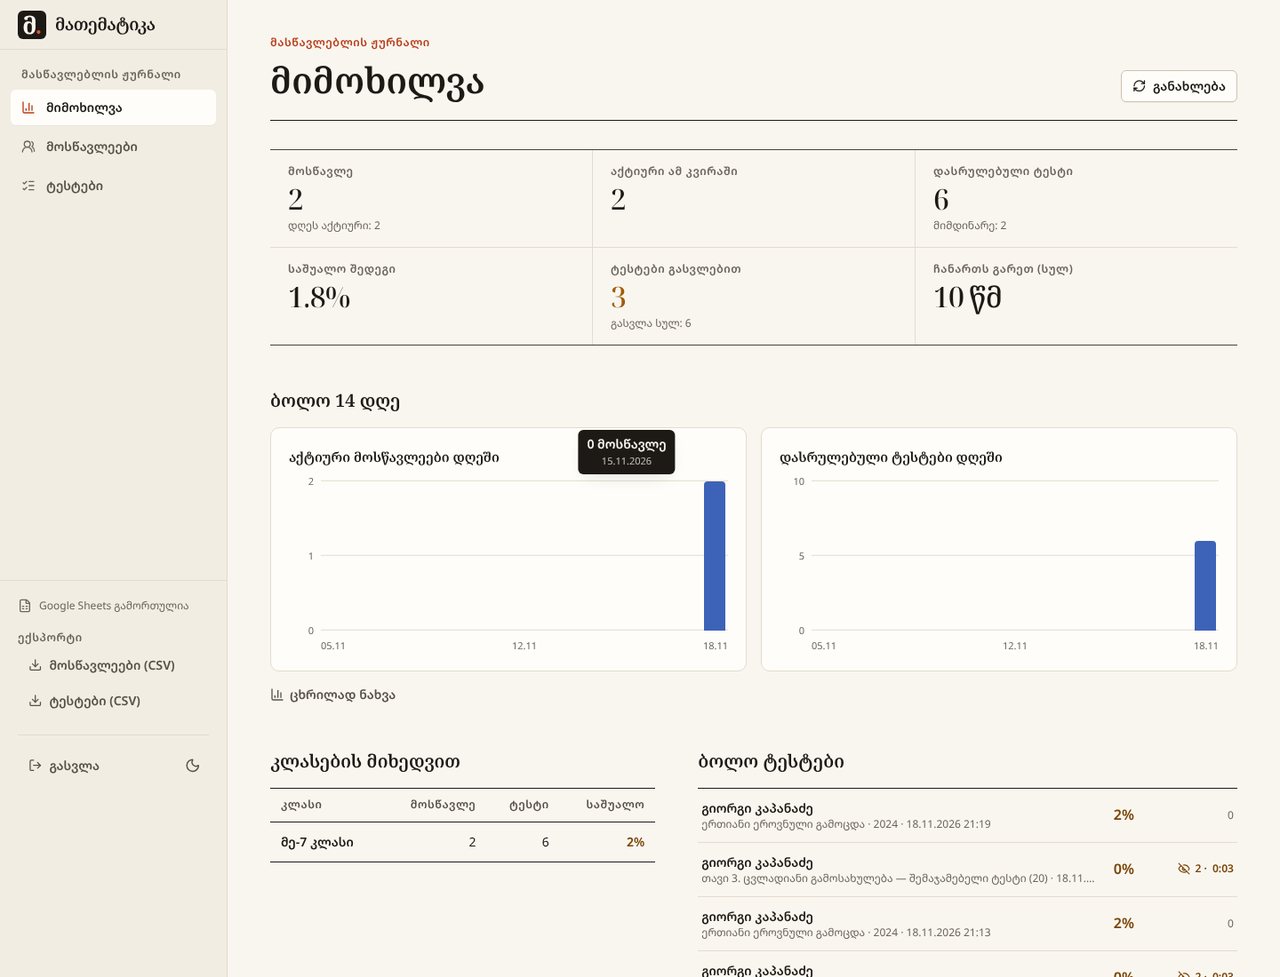 მ. მათემატიკა
მასწავლებლის ჟურნალი
მიმოხილვა
მოსწავლეები
ტესტები
Google Sheets გამორთულია
ექსპორტი
მოსწავლეები (CSV)
ტესტები (CSV)
გასვლა
მასწავლებლის ჟურნალი
მიმოხილვა
განახლება
მოსწავლე
2
დღეს აქტიური: 2
აქტიური ამ კვირაში
2
დასრულებული ტესტი
6
მიმდინარე: 2
საშუალო შედეგი
1.8%
ტესტები გასვლებით
3
გასვლა სულ: 6
ჩანართს გარეთ (სულ)
10 წმ
ბოლო 14 დღე
აქტიური მოსწავლეები დღეში
0 მოსწავლე
15.11.2026
2
1
0
05.11 12.11 18.11
დასრულებული ტესტები დღეში
10
5
0
05.11 12.11 18.11
ცხრილად ნახვა
კლასების მიხედვით
კლასი მოსწავლე ტესტი საშუალო
მე-7 კლასი 2 6 2%
ბოლო ტესტები
გიორგი კაპანაძე
ერთიანი ეროვნული გამოცდა · 2024 · 18.11.2026 21:19
2% 0
გიორგი კაპანაძე
თავი 3. ცვლადიანი გამოსახულება — შემაჯამებელი ტესტი (20) · 18.11....
0% 2 · 0:03
გიორგი კაპანაძე
ერთიანი ეროვნული გამოცდა · 2024 · 18.11.2026 21:13
2% 0
გიორგი კაპანაძე
0% 2 · 0:03